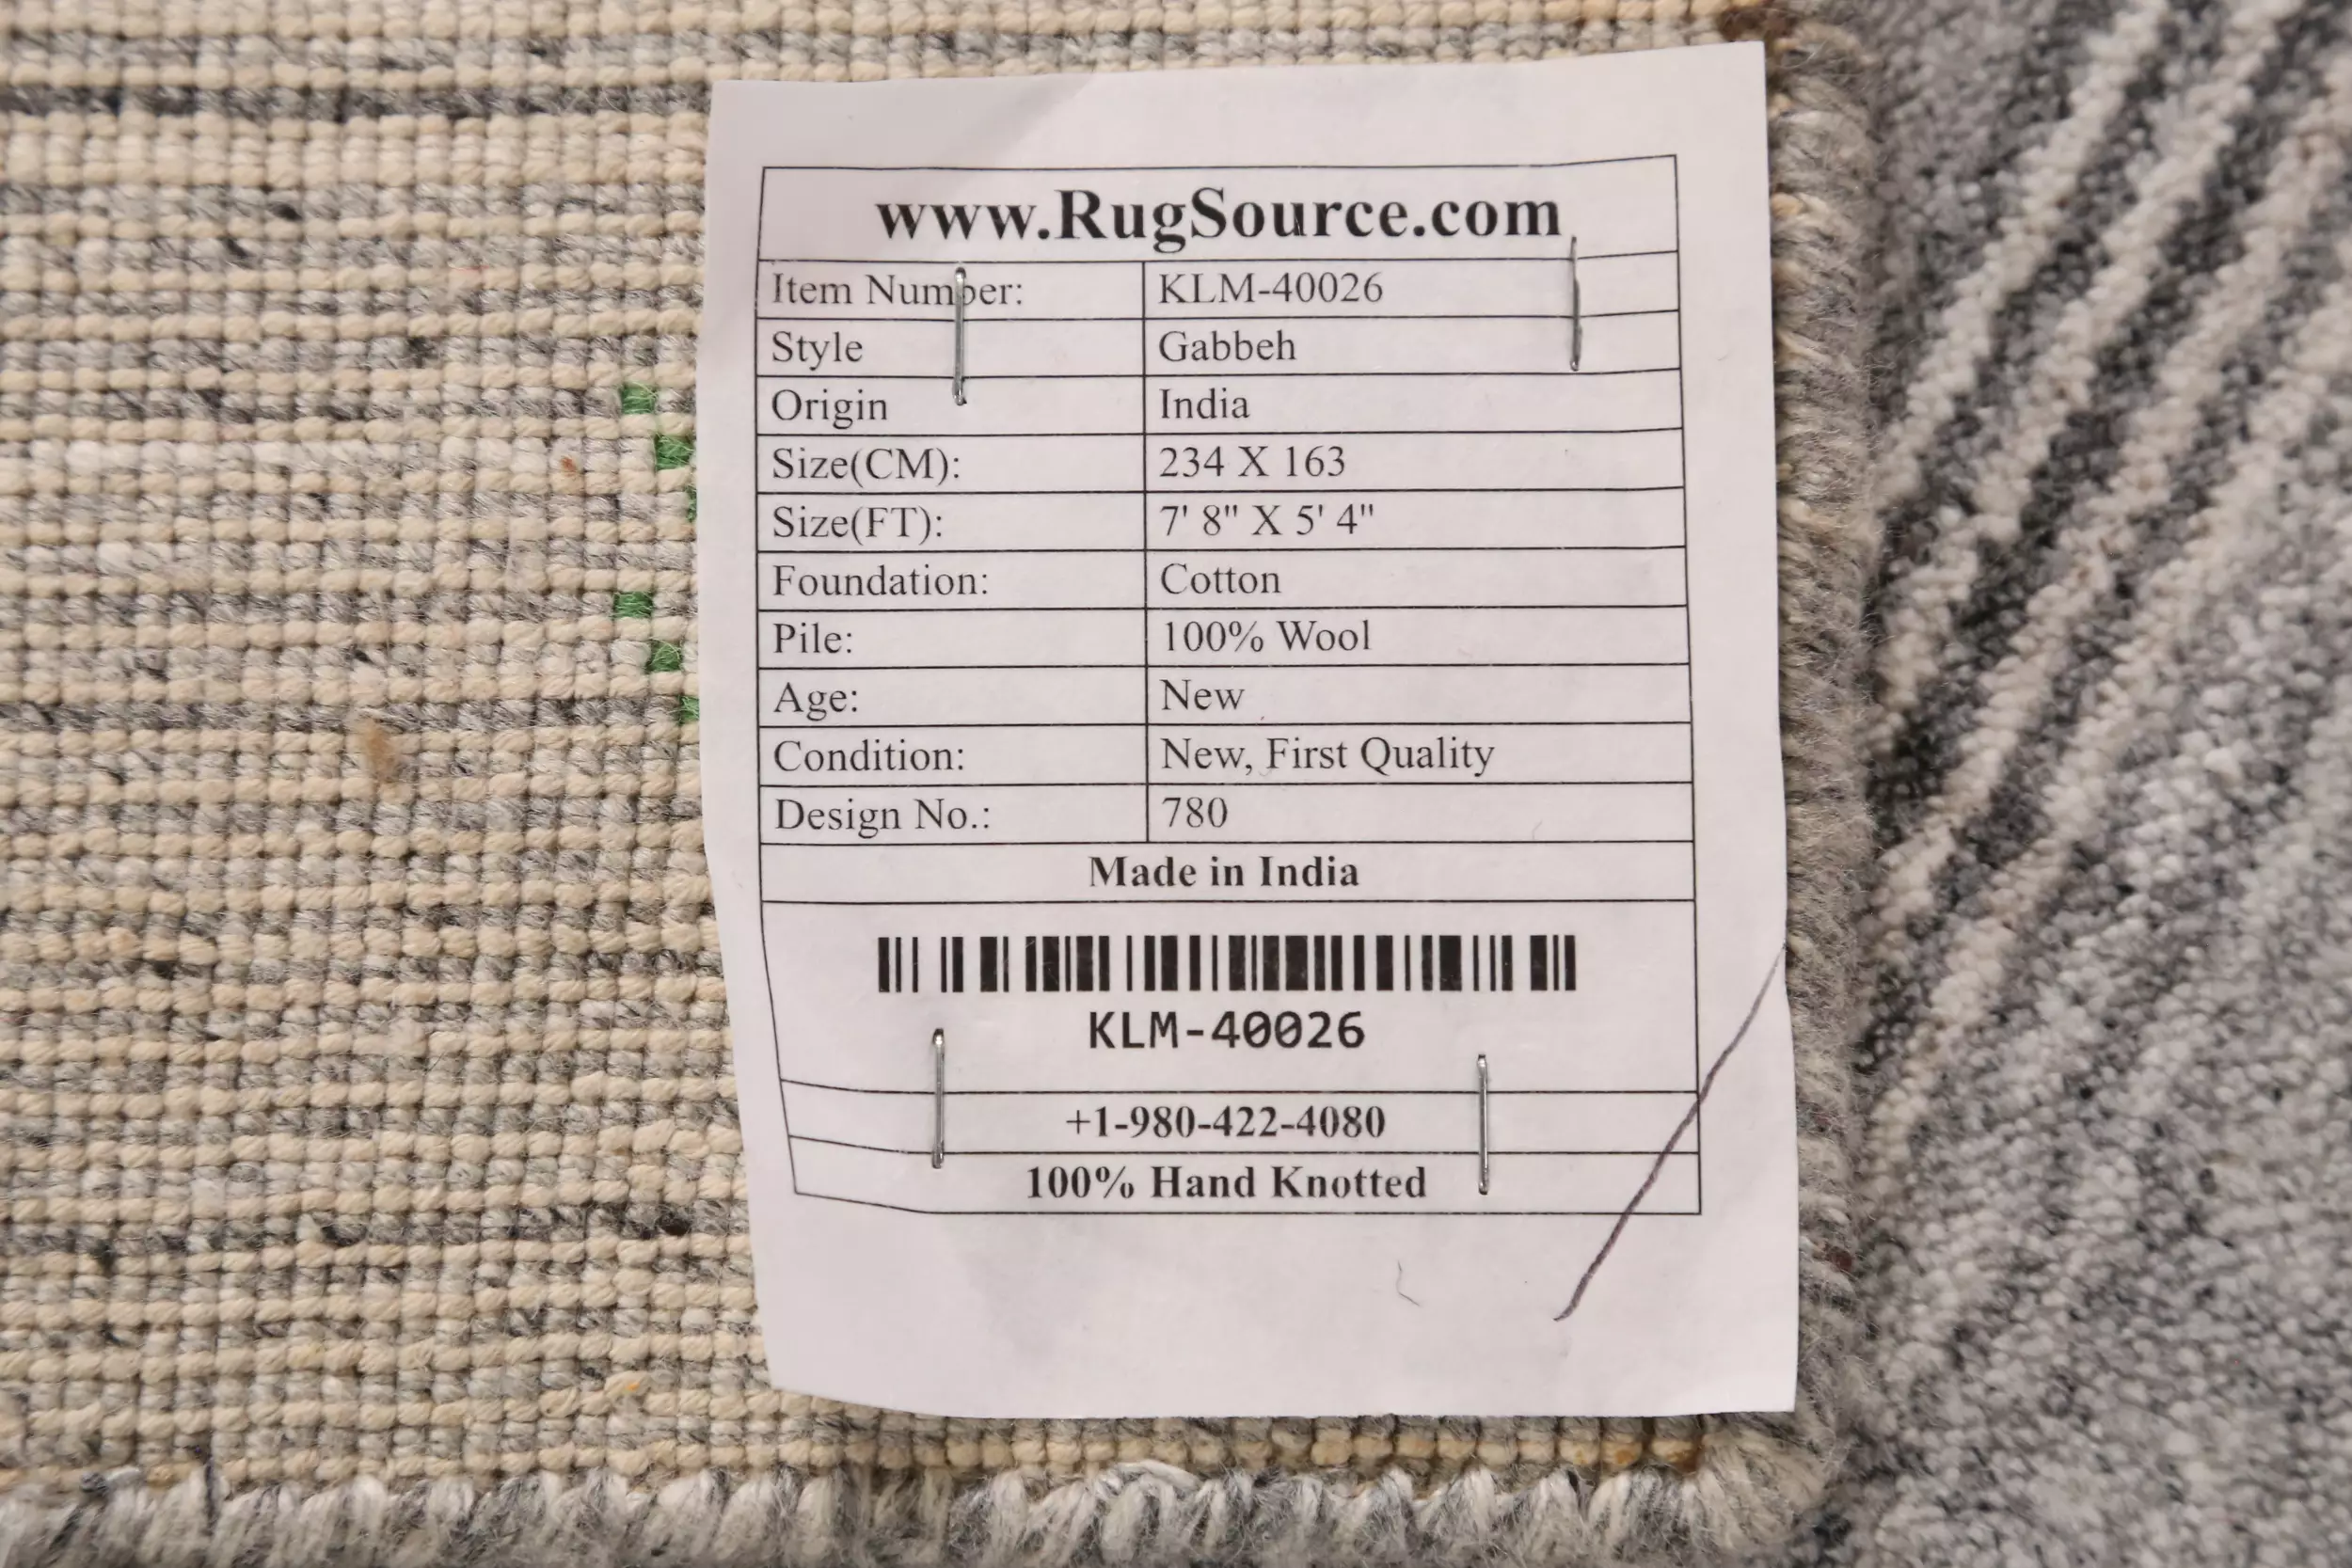 www.RugSource.com
Item Number: KLM-40026
Style Gabbeh
Origin India
Size(CM): 234 X 163
Size(FT): 7' 8" X 5' 4"
Foundation: Cotton
Pile: 100% Wool
Age: New
Condition: New, First Quality
Design No.: 780
Made in India
KLM-40026
+1-980-422-4080
100% Hand Knotted